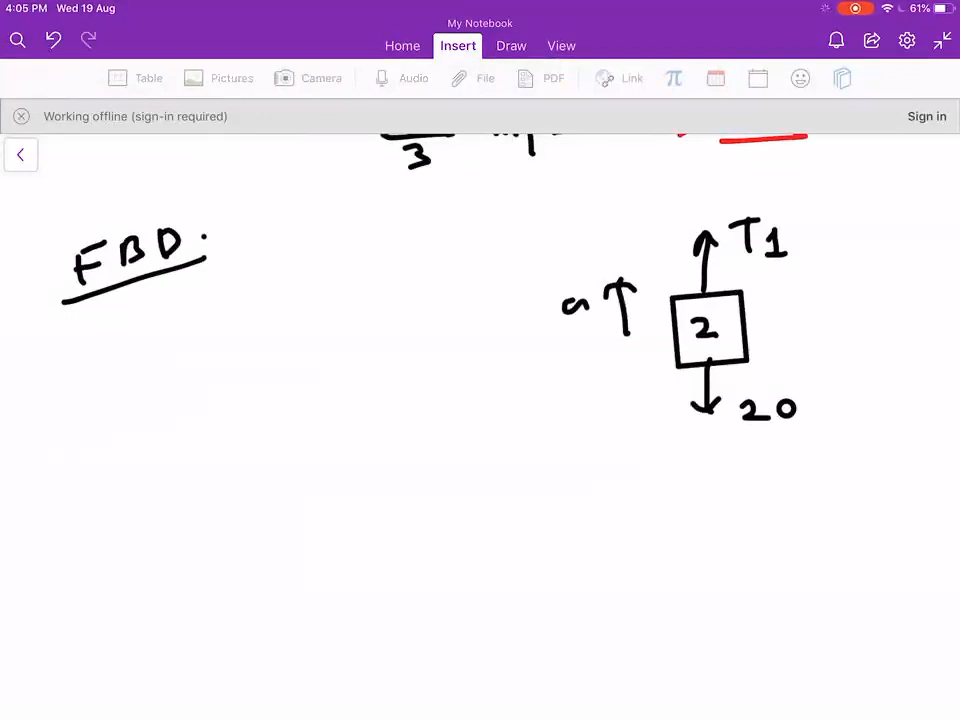 4:05 PM Wed 19 Aug
61%
My Notebook
Home Insert Draw View
Table Pictures Camera Audio File PDF Link
Working offline (sign-in required) Sign in
3
FBD.
T1
a
2
20